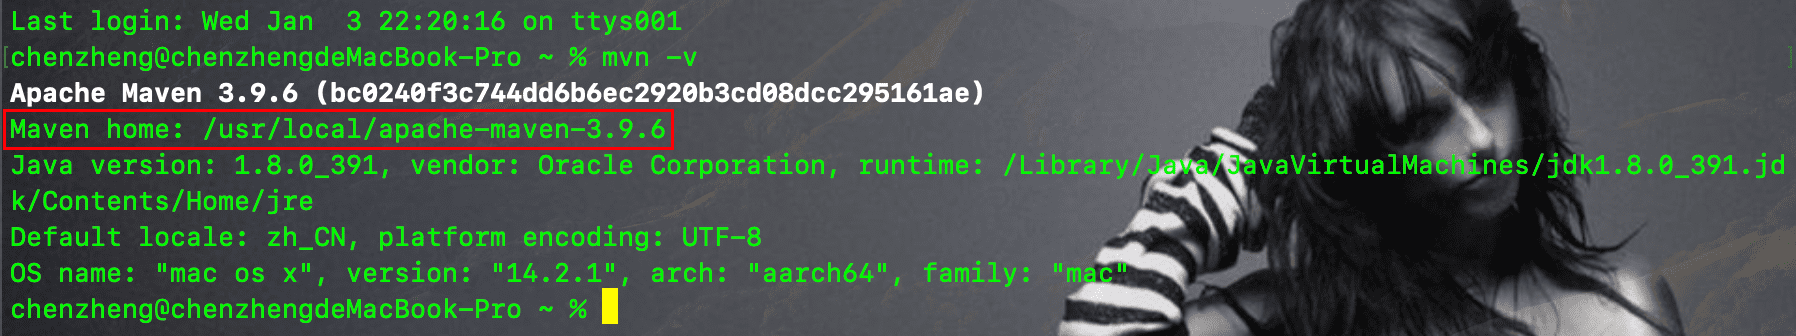 Last login: Wed Jan  3 22:20:16 on ttys001
chenzheng@chenzhengdeMacBook-Pro ~ % mvn -v
Apache Maven 3.9.6 (bc0240f3c744dd6b6ec2920b3cd08dcc295161ae)
Maven home: /usr/local/apache-maven-3.9.6
Java version: 1.8.0_391, vendor: Oracle Corporation, runtime: /Library/Java/JavaVirtualMachines/jdk1.8.0_391.jd
k/Contents/Home/jre
Default locale: zh_CN, platform encoding: UTF-8
OS name: "mac os x", version: "14.2.1", arch: "aarch64", family: "mac"
chenzheng@chenzhengdeMacBook-Pro ~ %